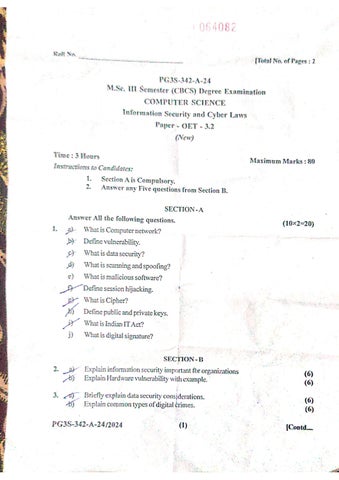 064082
Roll No.
[Total No. of Pages : 2
PG3S-342-A-24
M.Sc. III Semester (CBCS) Degree Examination
COMPUTER SCIENCE
Information Security and Cyber Laws
Paper - OET - 3.2
(New)
Time : 3 Hours
Maximum Marks : 80
Instructions to Candidates:
1. Section A is Compulsory.
2. Answer any Five questions from Section B.
SECTION-A
Answer All the following questions.
(10×2=20)
1. a) What is Computer network?
b) Define vulnerability.
c) What is data security?
d) What is scanning and spoofing?
e) What is malicious software?
f) Define session hijacking.
g) What is Cipher?
h) Define public and private keys.
i) What is Indian IT Act?
j) What is digital signature?
SECTION-B
2. a) Explain information security important for organizations (6)
b) Explain Hardware vulnerability with example. (6)
3. a) Briefly explain data security considerations. (6)
b) Explain common types of digital crimes. (6)
PG3S-342-A-24/2024 (1) [Contd....